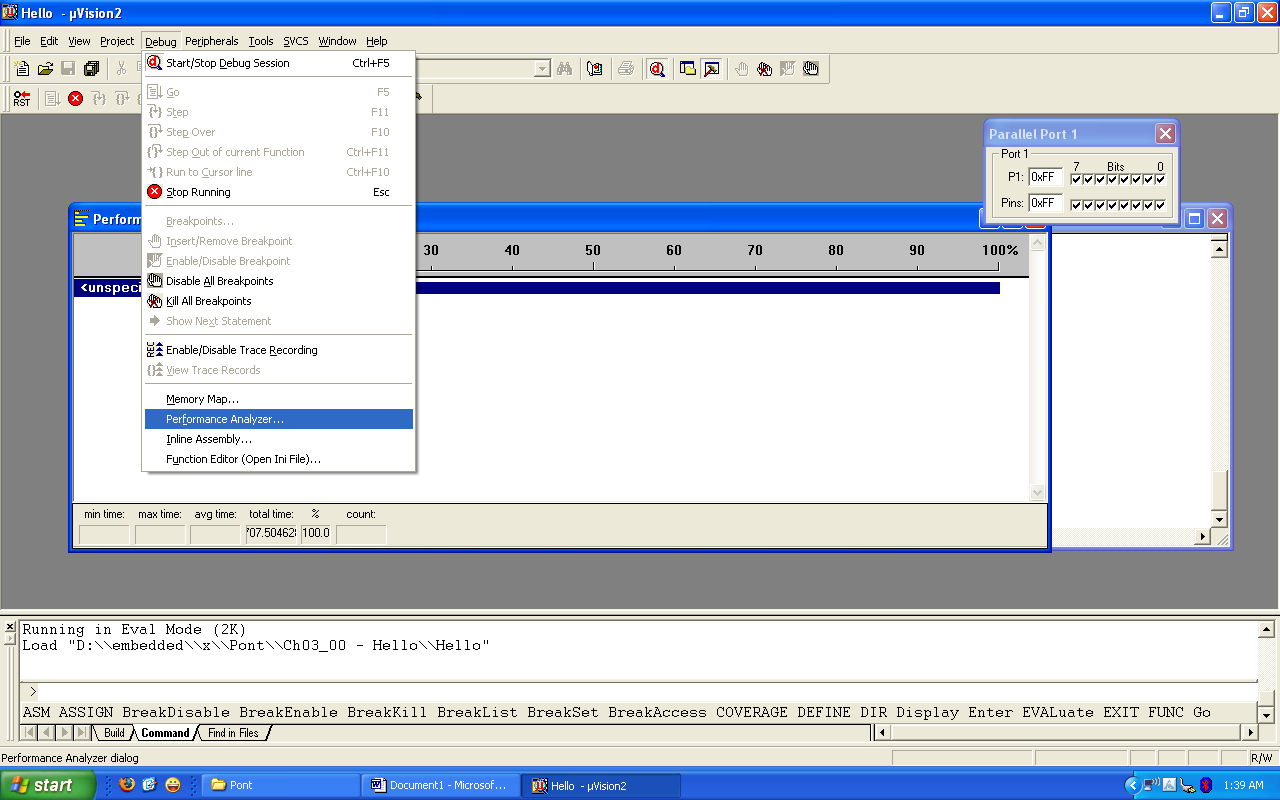 Hello - µVision2
File Edit View Project Debug Peripherals Tools SVCS Window Help
Start/Stop Debug Session Ctrl+F5
Go F5
Step F11
Step Over F10
Step Out of current Function Ctrl+F11
Run to Cursor line Ctrl+F10
Stop Running Esc
Breakpoints...
Insert/Remove Breakpoint
Enable/Disable Breakpoint
Disable All Breakpoints
Kill All Breakpoints
Show Next Statement
Enable/Disable Trace Recording
View Trace Records
Memory Map...
Performance Analyzer...
Inline Assembly...
Function Editor (Open Ini File)...
RST
Parallel Port 1
Port 1
7 Bits 0
P1: 0xFF
Pins: 0xFF
Perform
30 40 50 60 70 80 90 100%
<unspeci
min time: max time: avg time: total time: % count:
707.504628 100.0
Running in Eval Mode (2K)
Load "D:\\embedded\\x\\Pont\\Ch03_00 - Hello\\Hello"
>
ASM ASSIGN BreakDisable BreakEnable BreakKill BreakList BreakSet BreakAccess COVERAGE DEFINE DIR Display Enter EVALuate EXIT FUNC Go
Build Command Find in Files
Performance Analyzer dialog R/W
start Pont Document1 - Microsof... Hello - µVision2 1:39 AM